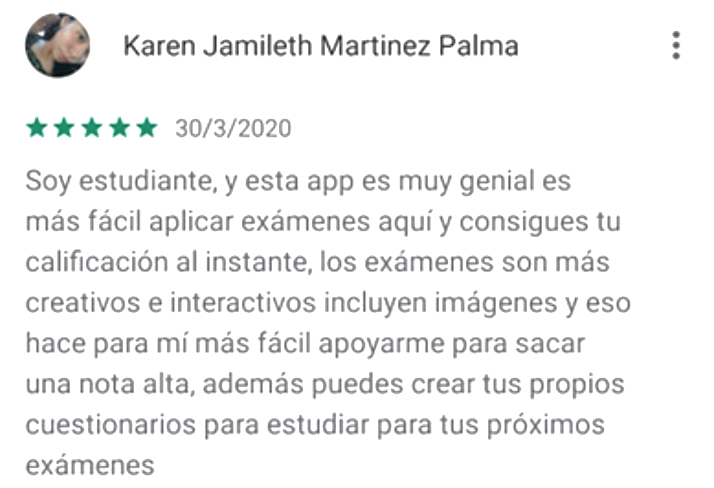 Karen Jamileth Martinez Palma
30/3/2020
Soy estudiante, y esta app es muy genial es
más fácil aplicar exámenes aquí y consigues tu
calificación al instante, los exámenes son más
creativos e interactivos incluyen imágenes y eso
hace para mí más fácil apoyarme para sacar
una nota alta, además puedes crear tus propios
cuestionarios para estudiar para tus próximos
exámenes